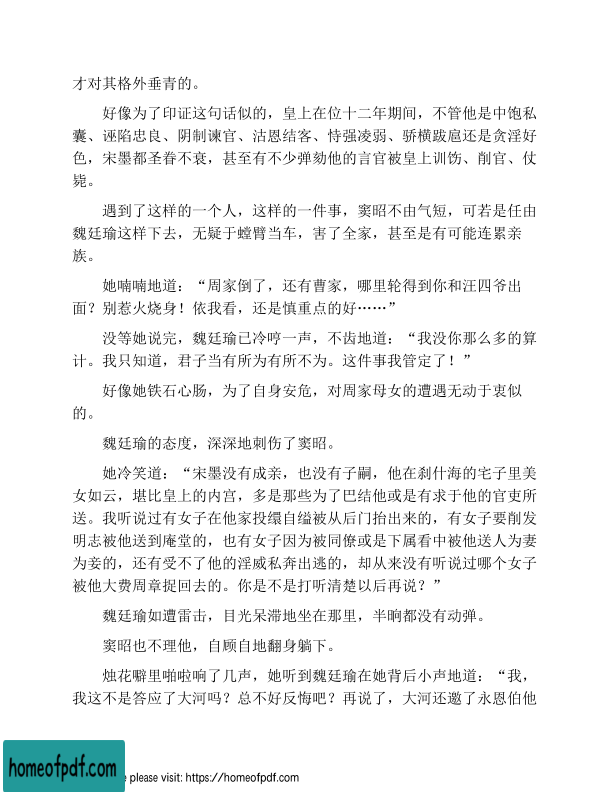 才对其格外垂青的。
好像为了印证这句话似的，皇上在位十二年期间，不管他是中饱私
囊、诬陷忠良、阴制谏官、沽恩结客、恃强凌弱、骄横跋扈还是贪淫好
色，宋墨都圣眷不衰，甚至有不少弹劾他的言官被皇上训饬、削官、仗
毙。
遇到了这样的一个人，这样的一件事，窦昭不由气短，可若是任由
魏廷瑜这样下去，无疑于螳臂当车，害了全家，甚至是有可能连累亲
族。
她喃喃地道：“周家倒了，还有曹家，哪里轮得到你和汪四爷出
面？别惹火烧身！依我看，还是慎重点的好……”
没等她说完，魏廷瑜已冷哼一声，不齿地道：“我没你那么多的算
计。我只知道，君子当有所为有所不为。这件事我管定了！”
好像她铁石心肠，为了自身安危，对周家母女的遭遇无动于衷似
的。
魏廷瑜的态度，深深地刺伤了窦昭。
她冷笑道：“宋墨没有成亲，也没有子嗣，他在刹什海的宅子里美
女如云，堪比皇上的内宫，多是那些为了巴结他或是有求于他的官吏所
送。我听说过有女子在他家投缳自缢被从后门抬出来的，有女子要削发
明志被他送到庵堂的，也有女子因为被同僚或是下属看中被他送人为妻
为妾的，还有受不了他的淫威私奔出逃的，却从来没有听说过哪个女子
被他大费周章捉回去的。你是不是打听清楚以后再说？”
魏廷瑜如遭雷击，目光呆滞地坐在那里，半晌都没有动弹。
窦昭也不理他，自顾自地翻身躺下。
烛花噼里啪啦响了几声，她听到魏廷瑜在她背后小声地道：“我，
我这不是答应了大河吗？总不好反悔吧？再说了，大河还邀了永恩伯他
homeofpdf.com
e please visit: https://homeofpdf.com